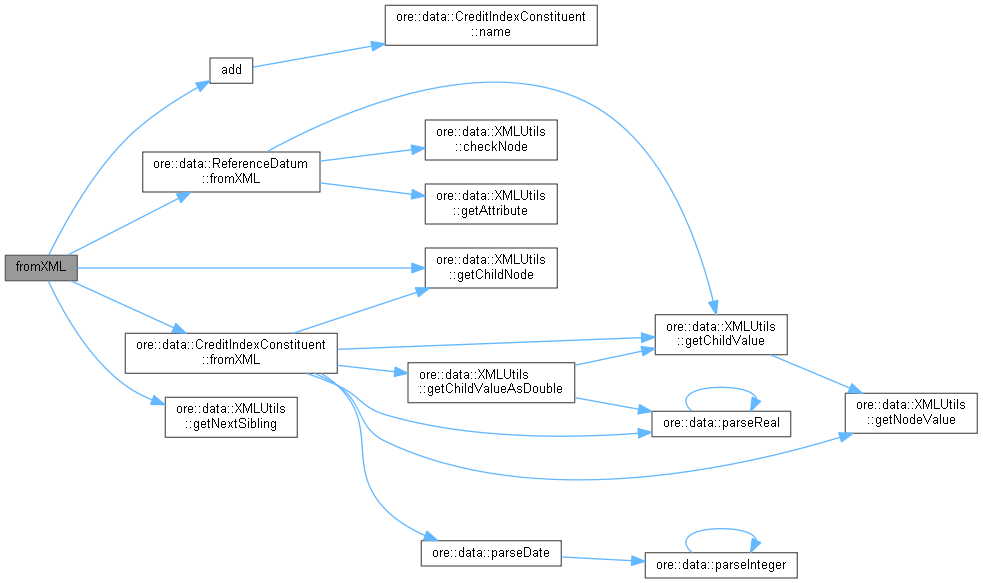 ore::data::CreditIndexConstituent
::name
add
ore::data::XMLUtils
::checkNode
ore::data::ReferenceDatum
::fromXML
ore::data::XMLUtils
::getAttribute
fromXML
ore::data::XMLUtils
::getChildNode
ore::data::XMLUtils
::getChildValue
ore::data::CreditIndexConstituent
::fromXML
ore::data::XMLUtils
::getChildValueAsDouble
ore::data::XMLUtils
::getNextSibling
ore::data::parseReal
ore::data::XMLUtils
::getNodeValue
ore::data::parseDate
ore::data::parseInteger